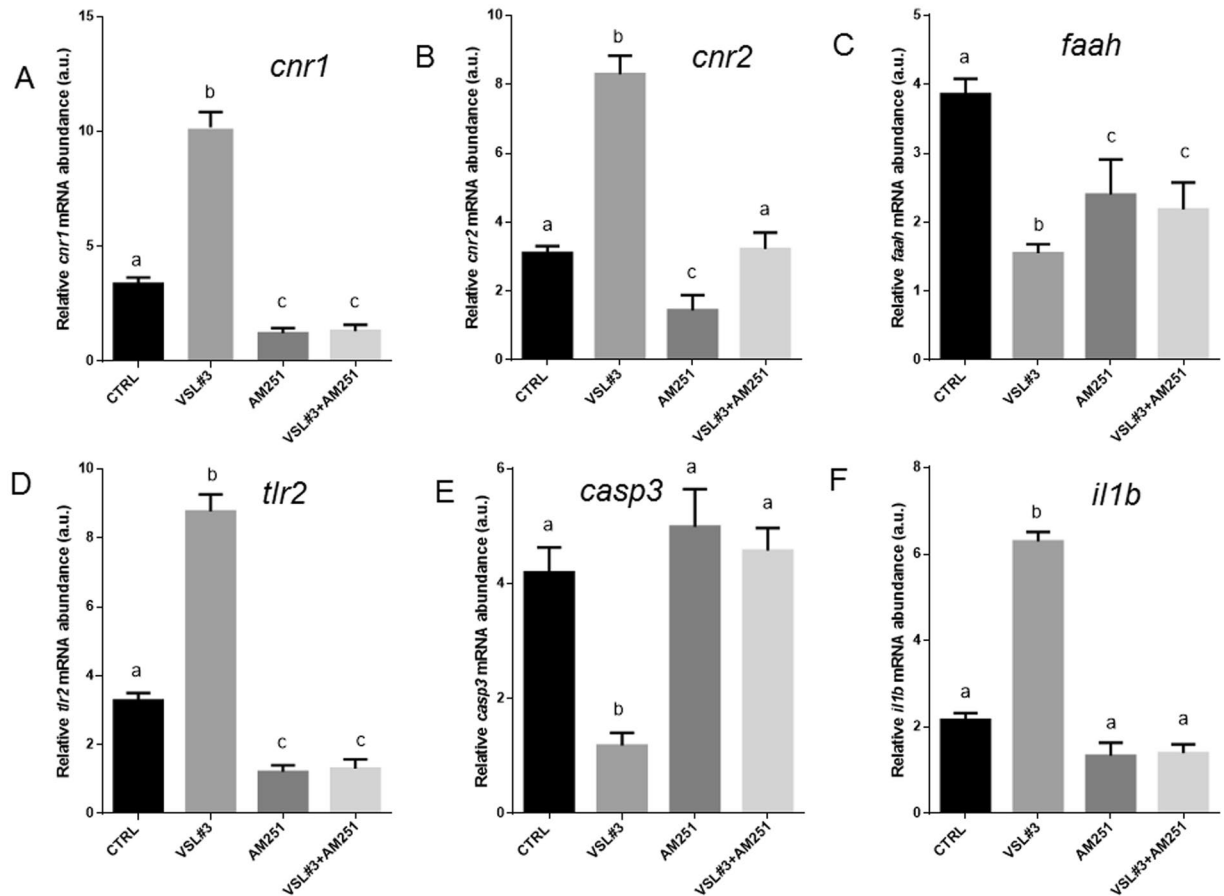 A
cnr1
Relative cnr1 mRNA abundance (a.u.)
15
10
5
0
a
b
c
c
CTRL
VSL#3
AM251
VSL#3+AM251
B
cnr2
Relative cnr2 mRNA abundance (a.u.)
10
8
6
4
2
0
a
b
c
a
CTRL
VSL#3
AM251
VSL#3+AM251
C
faah
Relative faah mRNA abundance (a.u.)
5
4
3
2
1
0
a
b
c
c
CTRL
VSL#3
AM251
VSL#3+AM251
D
tlr2
Relative tlr2 mRNA abundance (a.u.)
10
8
6
4
2
0
a
b
c
c
CTRL
VSL#3
AM251
VSL#3+AM251
E
casp3
Relative casp3 mRNA abundance (a.u.)
6
4
2
0
a
b
a
a
CTRL
VSL#3
AM251
VSL#3+AM251
F
il1b
Relative il1b mRNA abundance (a.u.)
8
6
4
2
0
a
b
a
a
CTRL
VSL#3
AM251
VSL#3+AM251